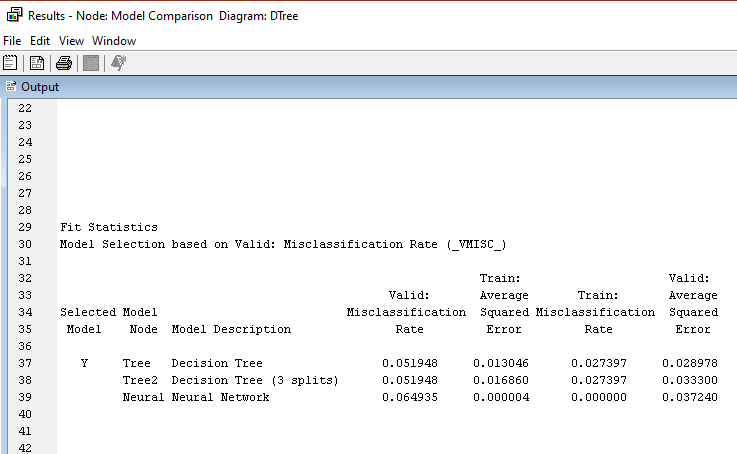 Results - Node: Model Comparison Diagram: DTree
File Edit View Window
Output
22
23
24
25
26
27
28
29 Fit Statistics
30 Model Selection based on Valid: Misclassification Rate (_VMISC_)
31
32 Train: Valid:
33 Valid: Average Train: Average
34 Selected Model Misclassification Squared Misclassification Squared
35 Model Node Model Description Rate Error Rate Error
36
37 Y Tree Decision Tree 0.051948 0.013046 0.027397 0.028978
38 Tree2 Decision Tree (3 splits) 0.051948 0.016860 0.027397 0.033300
39 Neural Neural Network 0.064935 0.000004 0.000000 0.037240
40
41
42